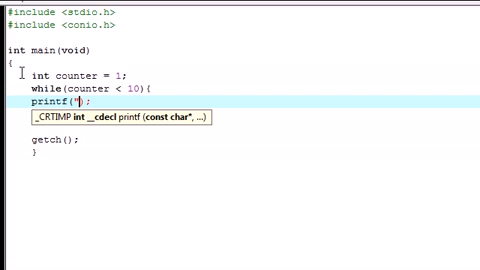 #include <stdio.h>
#include <conio.h>
int main(void)
{
int counter = 1;
while(counter < 10){
printf(");
_CRTIMP int __cdecl printf (const char*, ...)
getch();
}